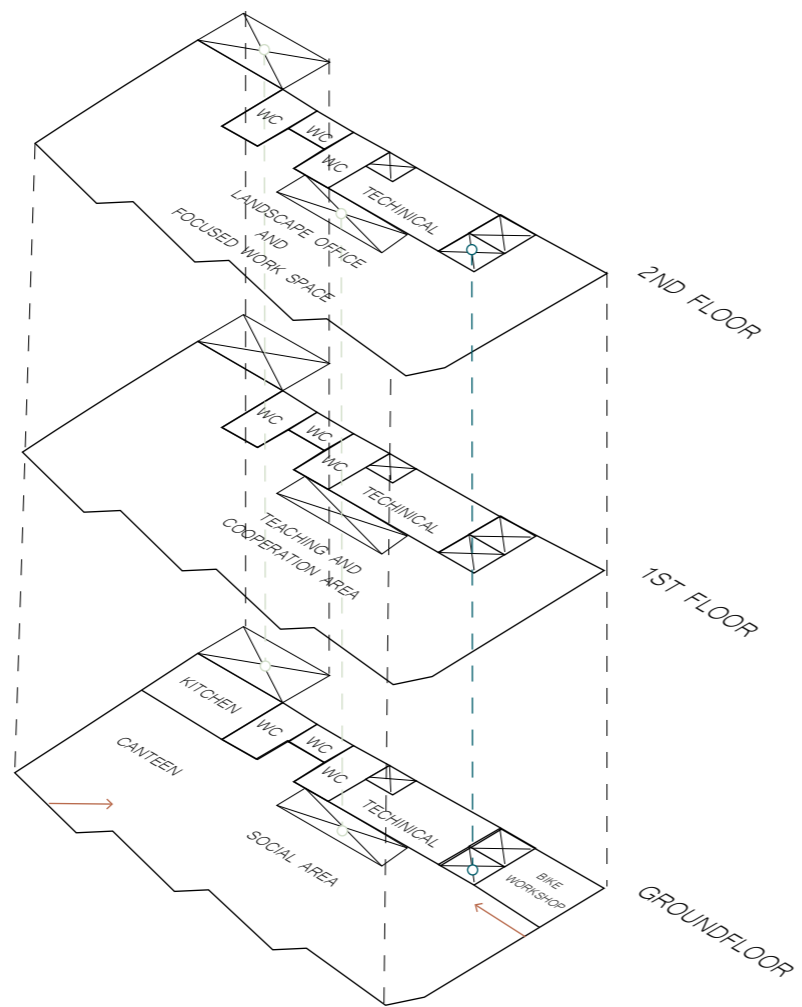 WC
WC
WC
TECHINICAL
LANDSCAPE OFFICE
AND
FOCUSED WORK SPACE
2ND FLOOR
WC
WC
WC
TECHINICAL
TEACHING AND
COOPERATION AREA
1ST FLOOR
KITCHEN
WC
WC
WC
CANTEEN
TECHINICAL
SOCIAL AREA
BIKE
WORKSHOP
GROUNDFLOOR